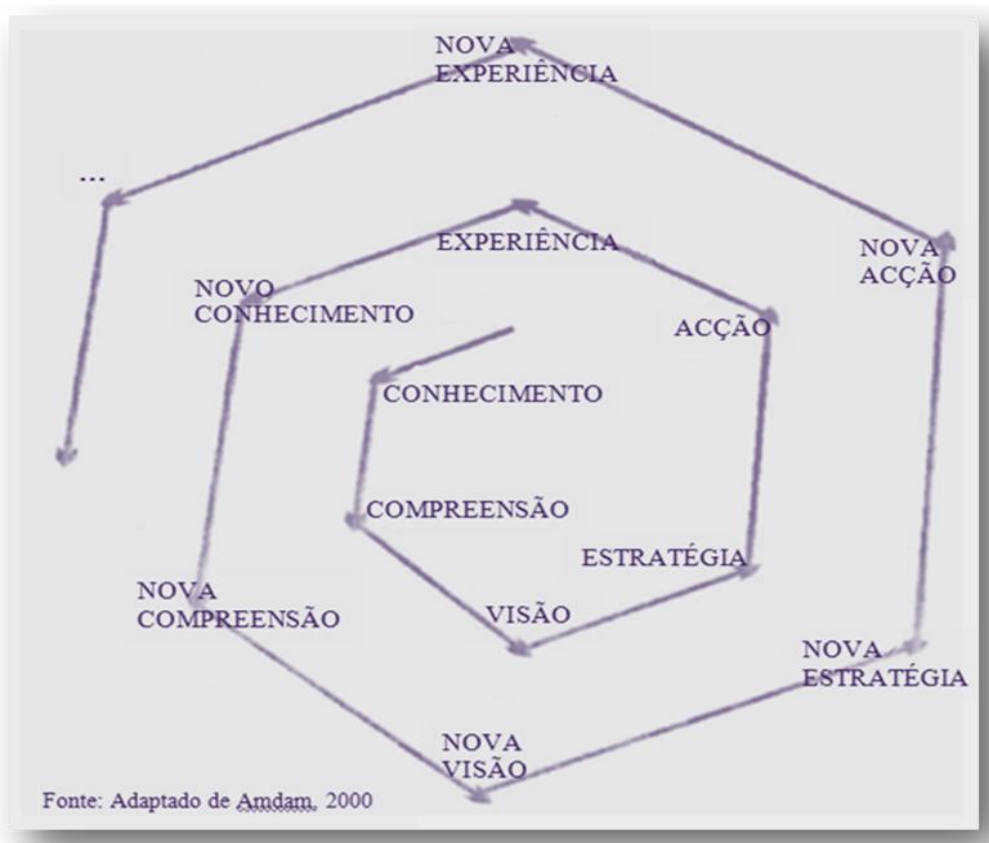 NOVA
EXPERIÊNCIA
...
EXPERIÊNCIA
NOVA
ACÇÃO
NOVO
CONHECIMENTO
ACÇÃO
CONHECIMENTO
COMPREENSÃO
ESTRATÉGIA
NOVA
COMPREENSÃO
VISÃO
NOVA
ESTRATÉGIA
NOVA
VISÃO
Fonte: Adaptado de Amdam, 2000